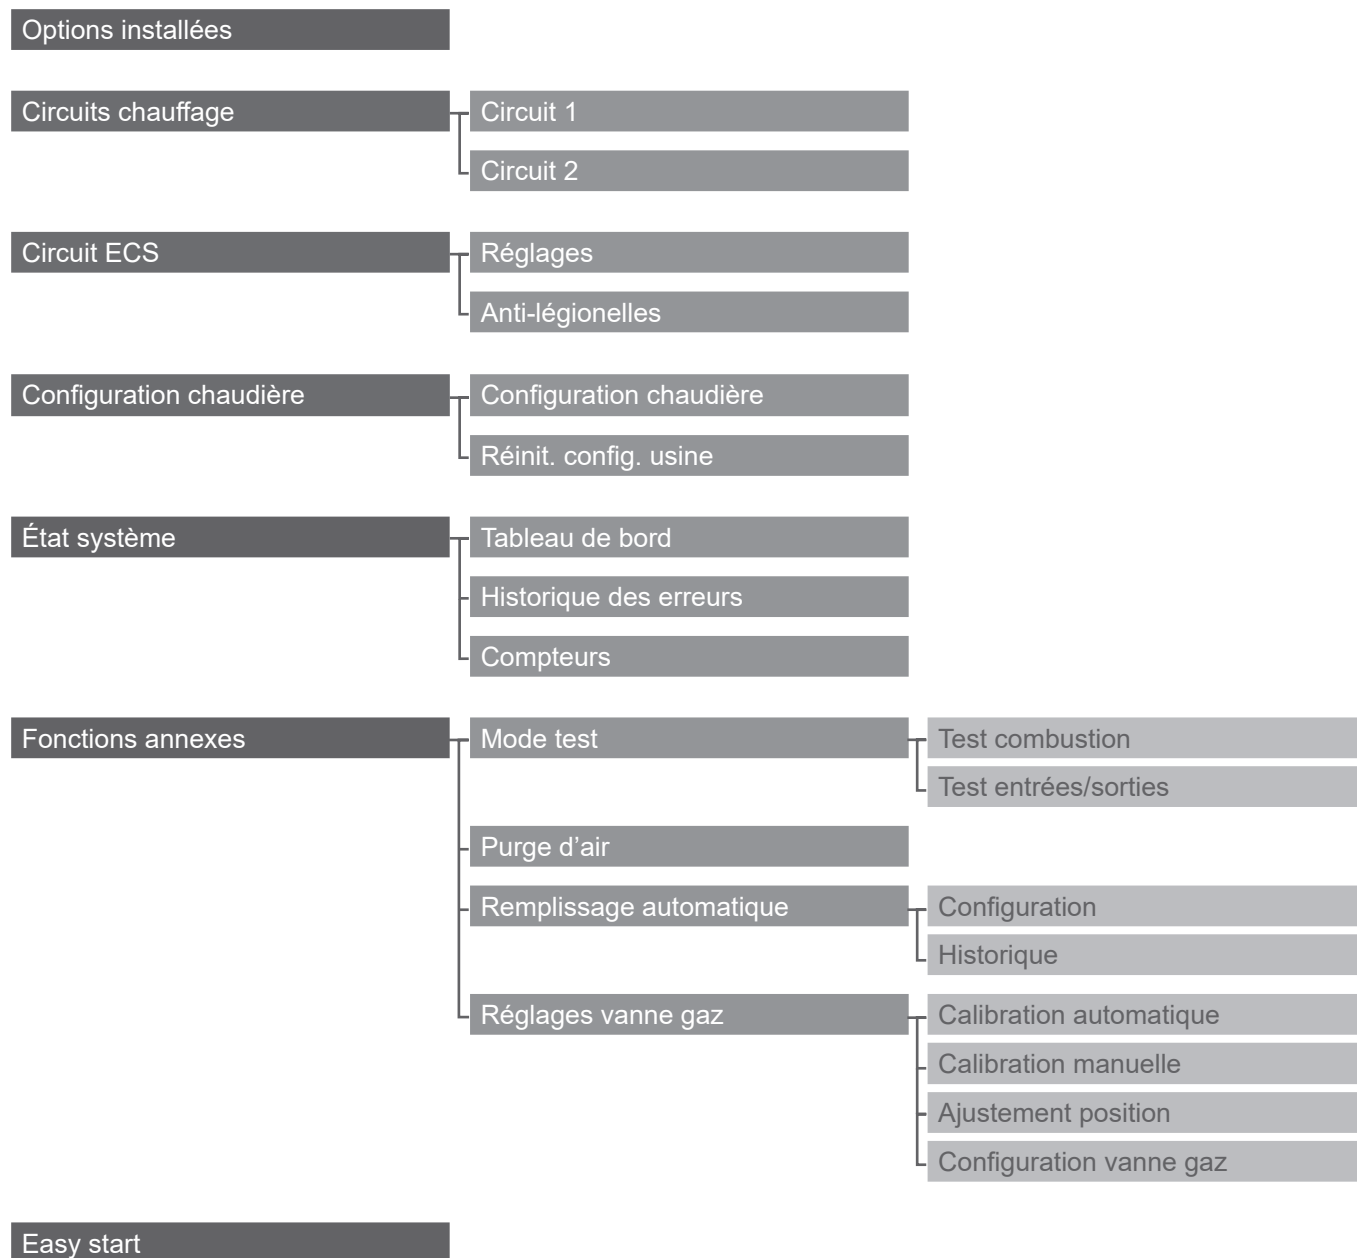 Options installées
Circuits chauffage
Circuit 1
Circuit 2
Circuit ECS
Réglages
Anti-légionelles
Configuration chaudière
Configuration chaudière
Réinit. config. usine
État système
Tableau de bord
Historique des erreurs
Compteurs
Fonctions annexes
Mode test
Test combustion
Test entrées/sorties
Purge d’air
Remplissage automatique
Configuration
Historique
Réglages vanne gaz
Calibration automatique
Calibration manuelle
Ajustement position
Configuration vanne gaz
Easy start